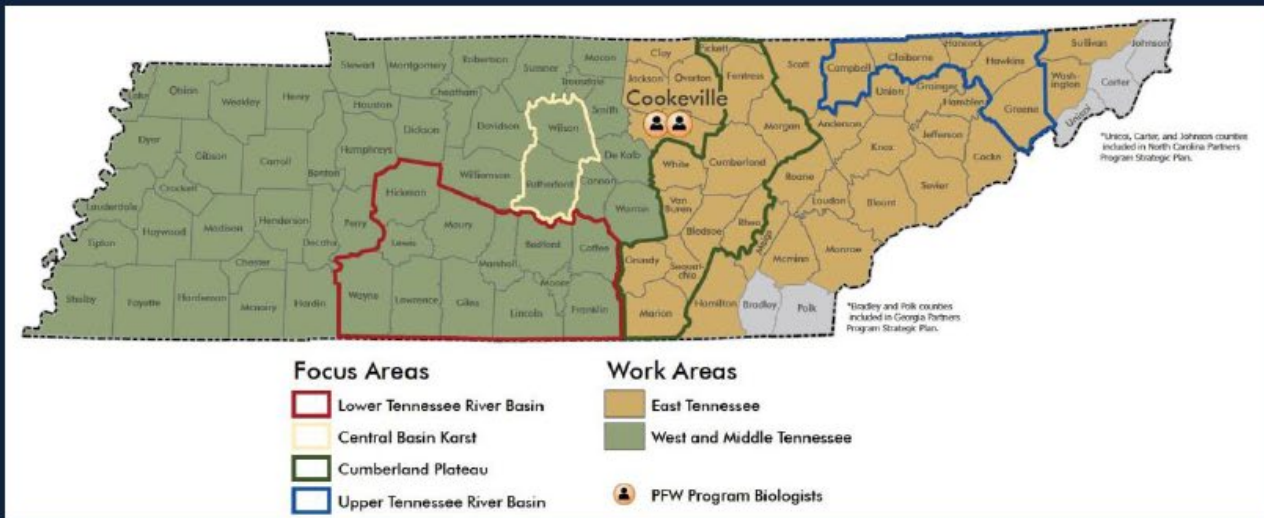 Stewart
Montgomery
Robertson
Sumner
Macon
Trousdale
Clay
Pickett
Jackson
Overton
Fentress
Scott
Campbell
Claiborne
Hancock
Hawkins
Sullivan
Johnson
Carter
Wash-
ington
Unicoi
Greene
Union
Grainger
Hamblen
Cookeville
Lake
Obion
Weakley
Henry
Houston
Cheatham
Smith
Dyer
Gibson
Carroll
Benton
Humphreys
Dickson
Davidson
Wilson
De Kalb
White
Cumberland
Morgan
Anderson
Knox
Jefferson
Cocke
Sevier
Blount
Loudon
Roane
Crockett
Lauderdale
Haywood
Madison
Henderson
Decatur
Perry
Hickman
Williamson
Rutherford
Cannon
Warren
Van
Buren
Bledsoe
Rhea
Meigs
Mcminn
Monroe
Tipton
Chester
Lewis
Maury
Marshall
Bedford
Coffee
Moore
Grundy
Sequat-
chie
Shelby
Fayette
Hardeman
Mcnairy
Hardin
Wayne
Lawrence
Giles
Lincoln
Franklin
Marion
Hamilton
Bradley
Polk
*Unicoi, Carter, and Johnson counties
included in North Carolina Partners
Program Strategic Plan.
*Bradley and Polk counties
included in Georgia Partners
Program Strategic Plan.
Focus Areas
Lower Tennessee River Basin
Central Basin Karst
Cumberland Plateau
Upper Tennessee River Basin
Work Areas
East Tennessee
West and Middle Tennessee
PFW Program Biologists